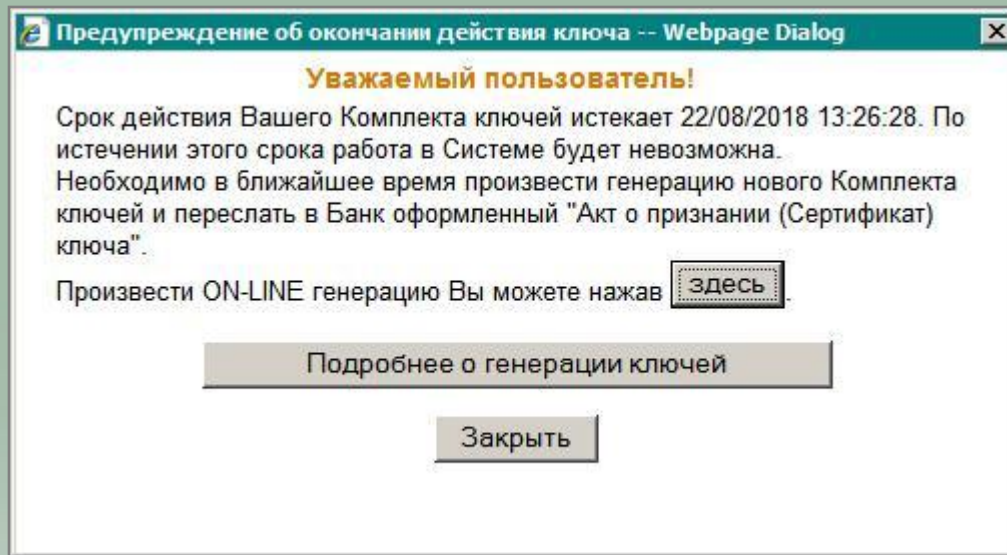 Предупреждение об окончании действия ключа -- Webpage Dialog
Уважаемый пользователь!
Срок действия Вашего Комплекта ключей истекает 22/08/2018 13:26:28. По
истечении этого срока работа в Системе будет невозможна.
Необходимо в ближайшее время произвести генерацию нового Комплекта
ключей и переслать в Банк оформленный "Акт о признании (Сертификат)
ключа".
Произвести ON-LINE генерацию Вы можете нажав здесь.
Подробнее о генерации ключей
Закрыть